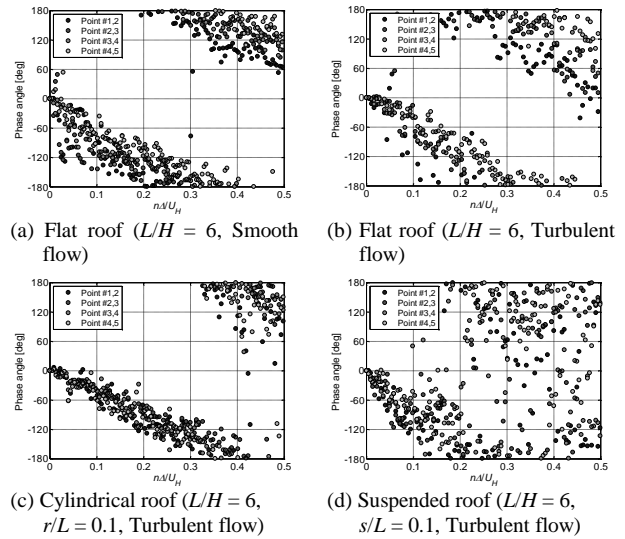 180
120
60
0
-60
-120
-180
Phase angle [deg]
Point #1,2
Point #2,3
Point #3,4
Point #4,5
0 0.1 0.2 0.3 0.4 0.5
nΔ/U_H
(a) Flat roof (L/H = 6, Smooth
flow)
180
120
60
0
-60
-120
-180
Phase angle [deg]
Point #1,2
Point #2,3
Point #3,4
Point #4,5
0 0.1 0.2 0.3 0.4 0.5
nΔ/U_H
(b) Flat roof (L/H = 6, Turbulent
flow)
180
120
60
0
-60
-120
-180
Phase angle [deg]
Point #1,2
Point #2,3
Point #3,4
Point #4,5
0 0.1 0.2 0.3 0.4 0.5
nΔ/U_H
(c) Cylindrical roof (L/H = 6,
r/L = 0.1, Turbulent flow)
180
120
60
0
-60
-120
-180
Phase angle [deg]
Point #1,2
Point #2,3
Point #3,4
Point #4,5
0 0.1 0.2 0.3 0.4 0.5
nΔ/U_H
(d) Suspended roof (L/H = 6,
s/L = 0.1, Turbulent flow)